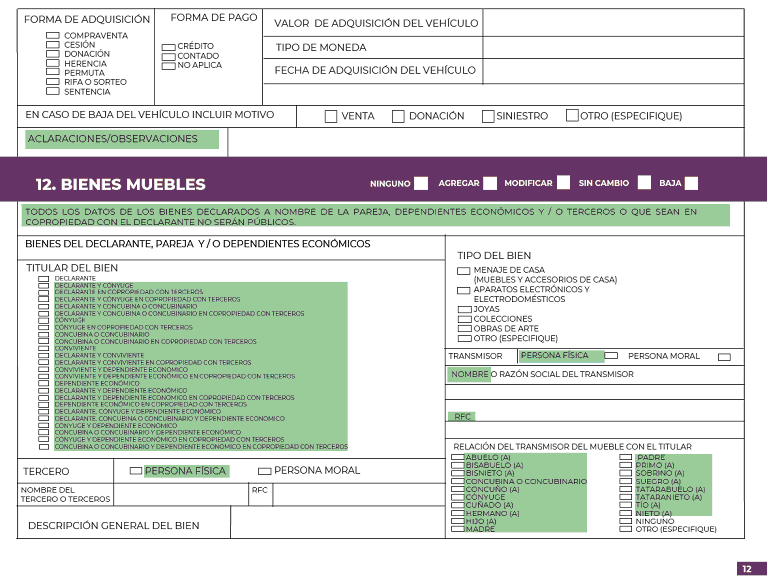 FORMA DE ADQUISICIÓN
COMPRAVENTA
CESIÓN
DONACIÓN
HERENCIA
PERMUTA
RIFA O SORTEO
SENTENCIA
FORMA DE PAGO
CRÉDITO
CONTADO
NO APLICA
VALOR DE ADQUISICIÓN DEL VEHÍCULO
TIPO DE MONEDA
FECHA DE ADQUISICIÓN DEL VEHÍCULO
EN CASO DE BAJA DEL VEHÍCULO INCLUIR MOTIVO
VENTA
DONACIÓN
SINIESTRO
OTRO (ESPECIFIQUE)
ACLARACIONES/OBSERVACIONES
12. BIENES MUEBLES
NINGUNO
AGREGAR
MODIFICAR
SIN CAMBIO
BAJA
TODOS LOS DATOS DE LOS BIENES DECLARADOS A NOMBRE DE LA PAREJA, DEPENDIENTES ECONÓMICOS Y / O TERCEROS O QUE SEAN EN
COPROPIEDAD CON EL DECLARANTE NO SERÁN PÚBLICOS.
BIENES DEL DECLARANTE, PAREJA Y / O DEPENDIENTES ECONÓMICOS
TITULAR DEL BIEN
DECLARANTE
DECLARANTE Y CÓNYUGE
DECLARANTE EN COPROPIEDAD CON TERCEROS
DECLARANTE Y CÓNYUGE EN COPROPIEDAD CON TERCEROS
DECLARANTE Y CONCUBINA O CONCUBINARIO
DECLARANTE Y CONCUBINA O CONCUBINARIO EN COPROPIEDAD CON TERCEROS
CÓNYUGE
CÓNYUGE EN COPROPIEDAD CON TERCEROS
CONCUBINA O CONCUBINARIO
CONCUBINA O CONCUBINARIO EN COPROPIEDAD CON TERCEROS
CONVIVIENTE
DECLARANTE Y CONVIVIENTE
DECLARANTE Y CONVIVIENTE EN COPROPIEDAD CON TERCEROS
CONVIVIENTE Y DEPENDIENTE ECONÓMICO
CONVIVIENTE Y DEPENDIENTE ECONÓMICO EN COPROPIEDAD CON TERCEROS
DEPENDIENTE ECONÓMICO
DECLARANTE Y DEPENDIENTE ECONÓMICO
DECLARANTE Y DEPENDIENTE ECONÓMICO EN COPROPIEDAD CON TERCEROS
DEPENDIENTE ECONÓMICO EN COPROPIEDAD CON TERCEROS
DECLARANTE, CÓNYUGE Y DEPENDIENTE ECONÓMICO
DECLARANTE, CONCUBINA O CONCUBINARIO Y DEPENDIENTE ECONÓMICO
CÓNYUGE Y DEPENDIENTE ECONÓMICO
CONCUBINA O CONCUBINARIO Y DEPENDIENTE ECONÓMICO
CÓNYUGE Y DEPENDIENTE ECONÓMICO EN COPROPIEDAD CON TERCEROS
CONCUBINA O CONCUBINARIO Y DEPENDIENTE ECONÓMICO EN COPROPIEDAD CON TERCEROS
TERCERO
PERSONA FÍSICA
PERSONA MORAL
NOMBRE DEL
TERCERO O TERCEROS
RFC
DESCRIPCIÓN GENERAL DEL BIEN
TIPO DEL BIEN
MENAJE DE CASA
(MUEBLES Y ACCESORIOS DE CASA)
APARATOS ELECTRÓNICOS Y
ELECTRODOMÉSTICOS
JOYAS
COLECCIONES
OBRAS DE ARTE
OTRO (ESPECIFIQUE)
TRANSMISOR
PERSONA FÍSICA
PERSONA MORAL
NOMBRE O RAZÓN SOCIAL DEL TRANSMISOR
RFC
RELACIÓN DEL TRANSMISOR DEL MUEBLE CON EL TITULAR
ABUELO (A)
BISABUELO (A)
BISNIETO (A)
CONCUBINA O CONCUBINARIO
CONCUÑO (A)
CÓNYUGE
CUÑADO (A)
HERMANO (A)
HIJO (A)
MADRE
PADRE
PRIMO (A)
SOBRINO (A)
SUEGRO (A)
TATARABUELO (A)
TATARANIETO (A)
TÍO (A)
NIETO (A)
NINGUNO
OTRO (ESPECIFIQUE)
12